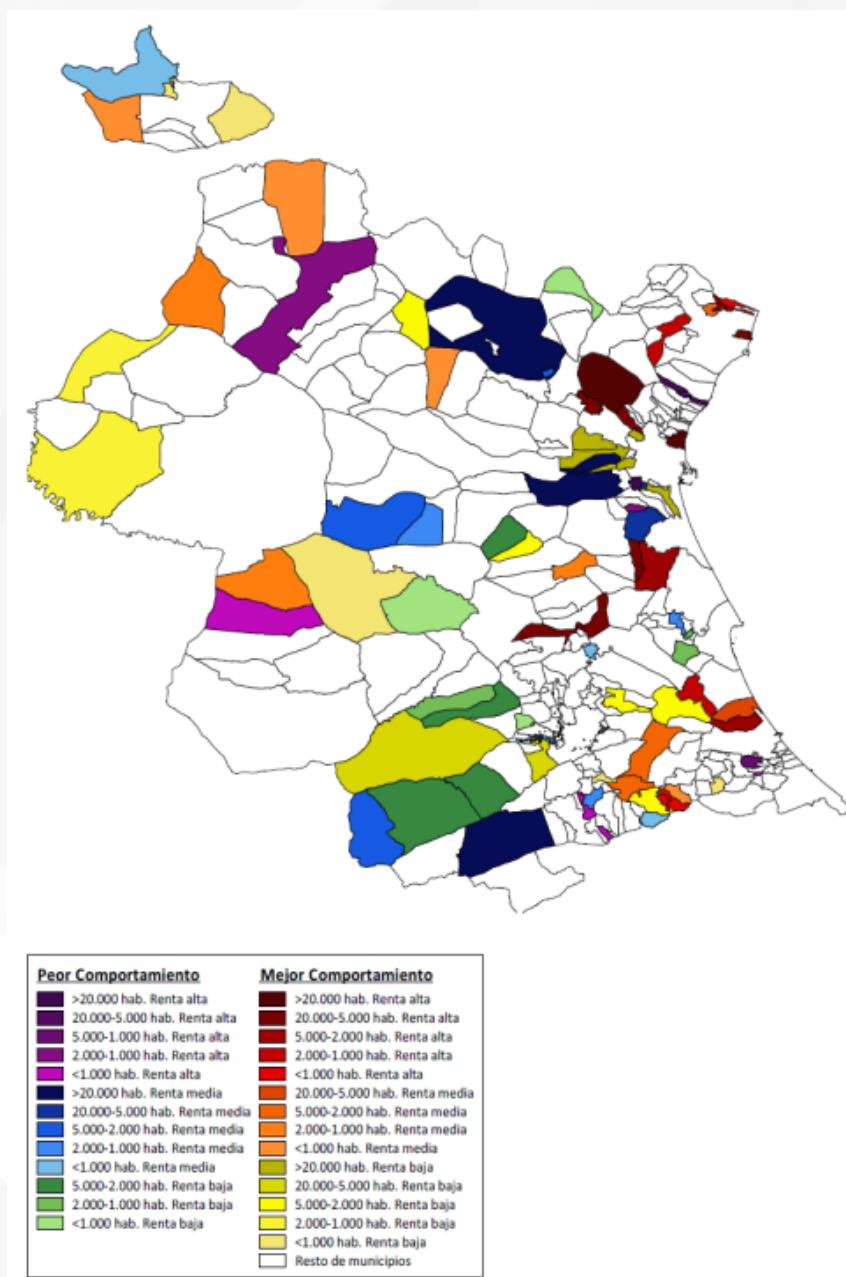 Peor Comportamiento
>20.000 hab. Renta alta
20.000-5.000 hab. Renta alta
5.000-1.000 hab. Renta alta
2.000-1.000 hab. Renta alta
<1.000 hab. Renta alta
>20.000 hab. Renta media
20.000-5.000 hab. Renta media
5.000-2.000 hab. Renta media
2.000-1.000 hab. Renta media
<1.000 hab. Renta media
5.000-2.000 hab. Renta baja
2.000-1.000 hab. Renta baja
<1.000 hab. Renta baja
Mejor Comportamiento
>20.000 hab. Renta alta
20.000-5.000 hab. Renta alta
5.000-2.000 hab. Renta alta
2.000-1.000 hab. Renta alta
<1.000 hab. Renta alta
20.000-5.000 hab. Renta media
5.000-2.000 hab. Renta media
2.000-1.000 hab. Renta media
<1.000 hab. Renta media
>20.000 hab. Renta baja
20.000-5.000 hab. Renta baja
5.000-2.000 hab. Renta baja
2.000-1.000 hab. Renta baja
<1.000 hab. Renta baja
Resto de municipios